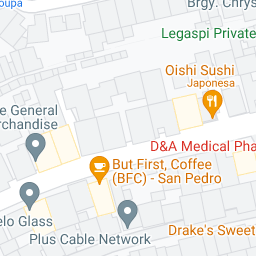 Brgy. Chrys
Legaspi Private
Oishi Sushi
Japonesa
e General
rchandise
D&A Medical Pha
But First, Coffee
(BFC) - San Pedro
elo Glass
Plus Cable Network
Drake's Sweet